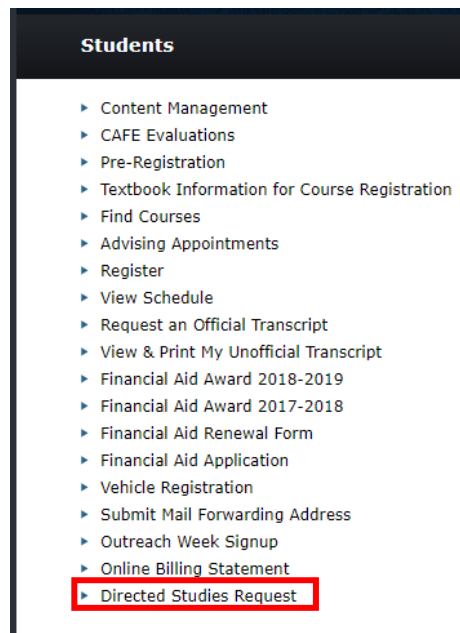 Students
Content Management
CAFE Evaluations
Pre-Registration
Textbook Information for Course Registration
Find Courses
Advising Appointments
Register
View Schedule
Request an Official Transcript
View & Print My Unofficial Transcript
Financial Aid Award 2018-2019
Financial Aid Award 2017-2018
Financial Aid Renewal Form
Financial Aid Application
Vehicle Registration
Submit Mail Forwarding Address
Outreach Week Signup
Online Billing Statement
Directed Studies Request